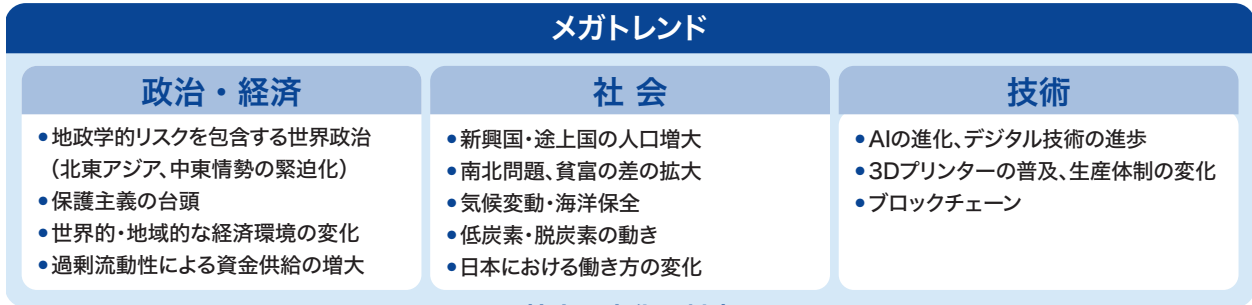 メガトレンド
政治・経済
●地政学的リスクを包含する世界政治
（北東アジア、中東情勢の緊迫化）
●保護主義の台頭
●世界的・地域的な経済環境の変化
●過剰流動性による資金供給の増大
社 会
●新興国・途上国の人口増大
●南北問題、貧富の差の拡大
●気候変動・海洋保全
●低炭素・脱炭素の動き
●日本における働き方の変化
技術
●AIの進化、デジタル技術の進歩
●3Dプリンターの普及、生産体制の変化
●ブロックチェーン